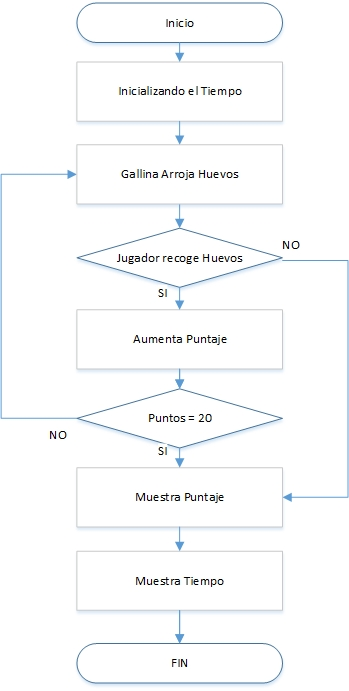 Inicio
Inicializando el Tiempo
Gallina Arroja Huevos
NO
Jugador recoge Huevos
SI
Aumenta Puntaje
Puntos = 20
NO
SI
Muestra Puntaje
Muestra Tiempo
FIN